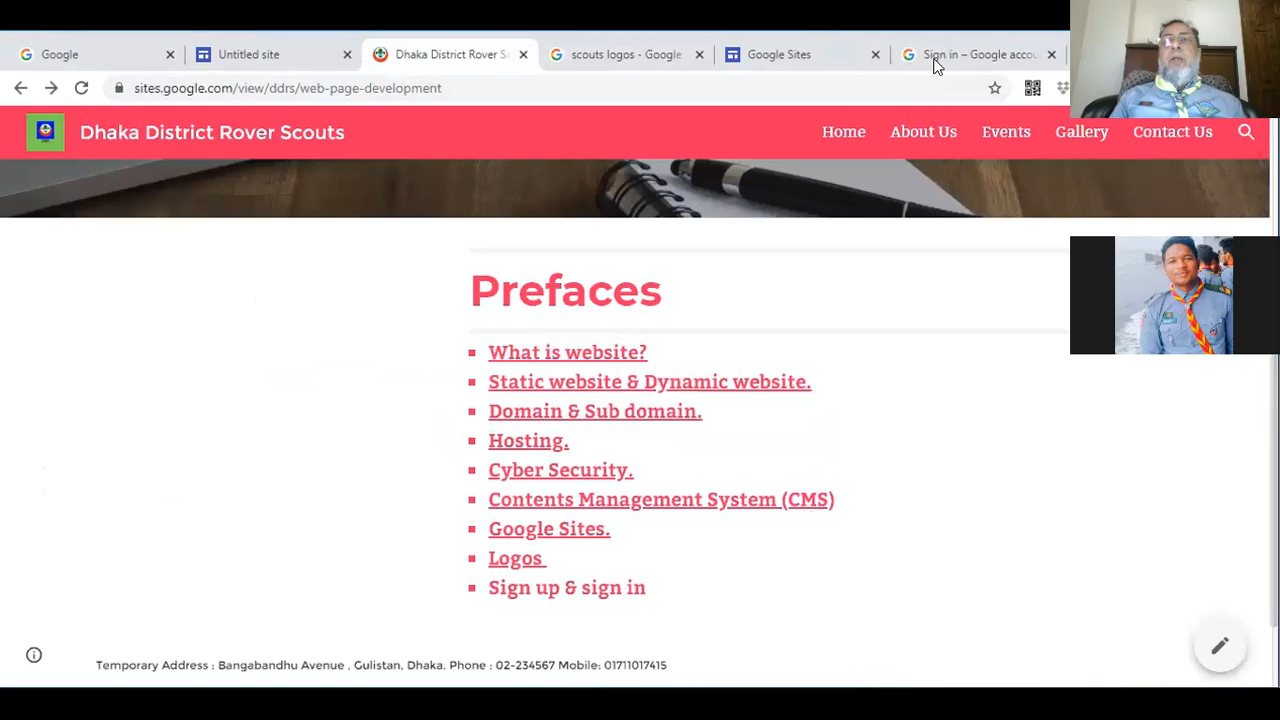 Google
Untitled site
Dhaka District Rover S
scouts logos - Google
Google Sites
Sign in – Google accou
sites.google.com/view/ddrs/web-page-development
Dhaka District Rover Scouts
Home
About Us
Events
Gallery
Contact Us
Prefaces
What is website?
Static website & Dynamic website.
Domain & Sub domain.
Hosting.
Cyber Security.
Contents Management System (CMS)
Google Sites.
Logos
Sign up & sign in
Temporary Address : Bangabandhu Avenue , Gulistan, Dhaka. Phone : 02-234567 Mobile: 01711017415